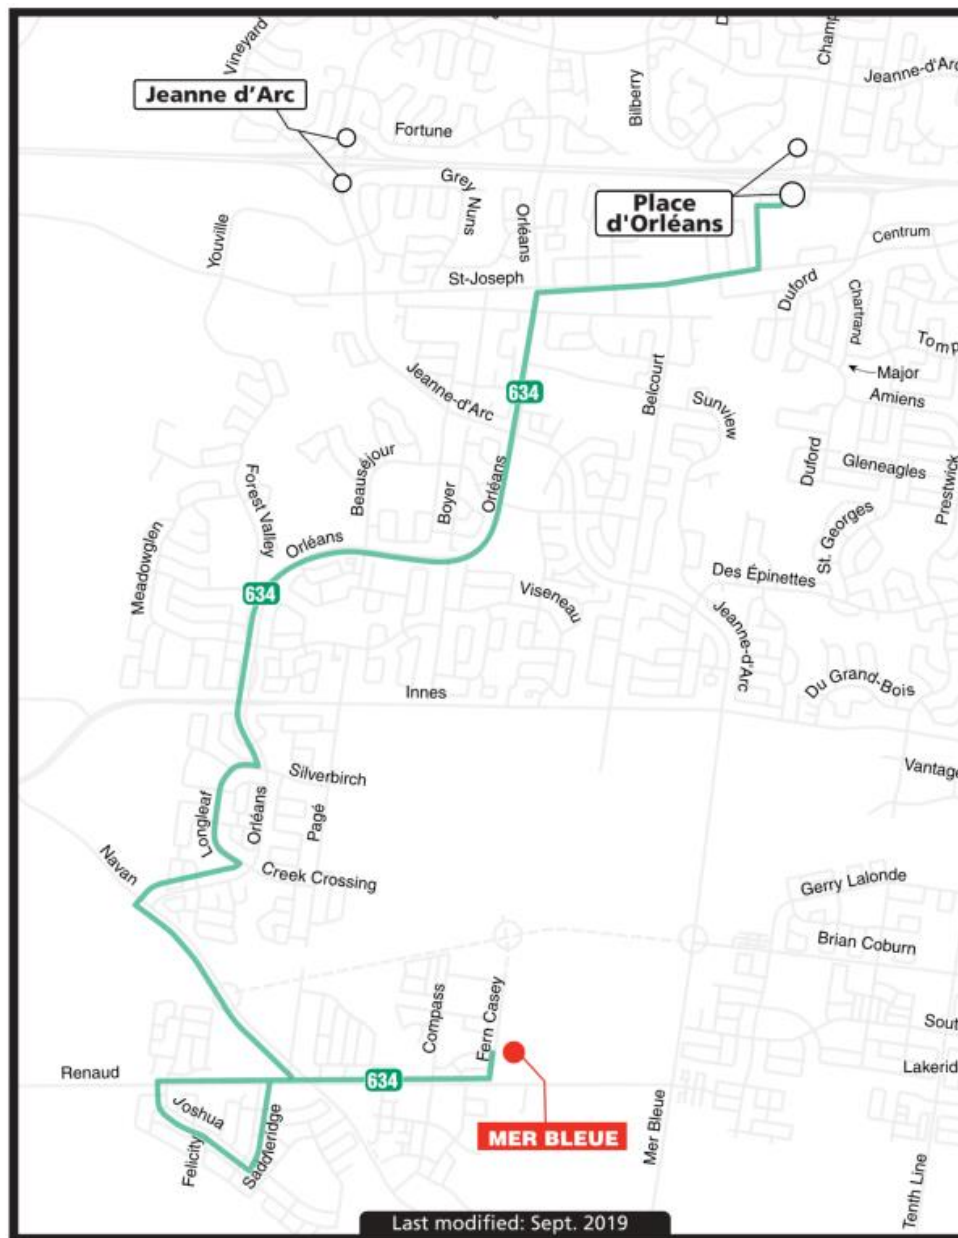 Vineyard
Champ
Jeanne-d'Arc
Jeanne d'Arc
Fortune
Bilberry
Grey Nuns
Place
d'Orléans
Orléans
Youville
Centrum
St-Joseph
Duford
Chartrand
Tomp
Major
Jeanne-d'Arc
634
Belcourt
Sunview
Amiens
Beauséjour
Boyer
Orléans
Duford
Gleneagles
Prestwick
Forest Valley
Orléans
St. Georges
Meadowglen
634
Viseneau
Des Épinettes
Jeanne-d'Arc
Du Grand-Bois
Innes
Silverbirch
Vantage
Longleaf
Orléans
Pagé
Navan
Creek Crossing
Gerry Lalonde
Brian Coburn
Compass
Fern Casey
Sout
Renaud
634
Lakerid
Joshua
Felicity
Saddleridge
MER BLEUE
Mer Bleue
Tenth Line
Last modified: Sept. 2019